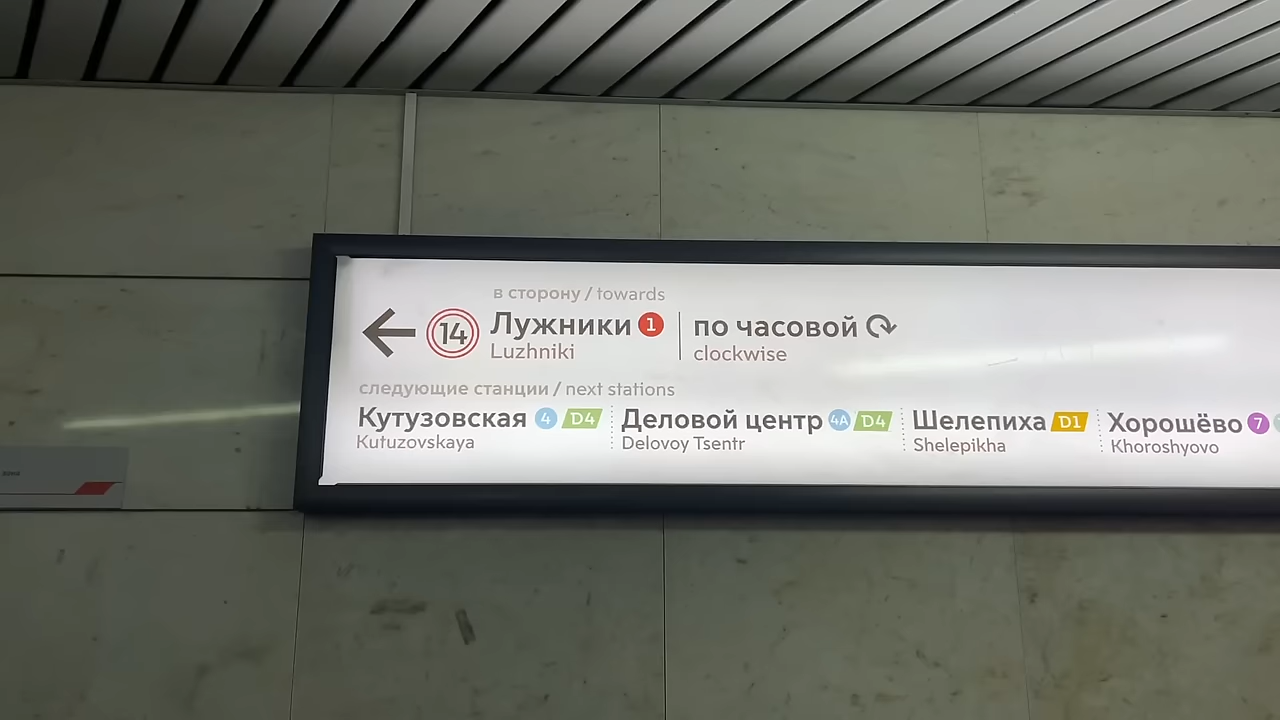 в сторону / towards
14 Лужники 1 по часовой
Luzhniki clockwise
следующие станции / next stations
Кутузовская 4 D4 Деловой центр 4A D4 Шелепиха D1 Хорошёво 7
Kutuzovskaya Delovoy Tsentr Shelepikha Khoroshyovo